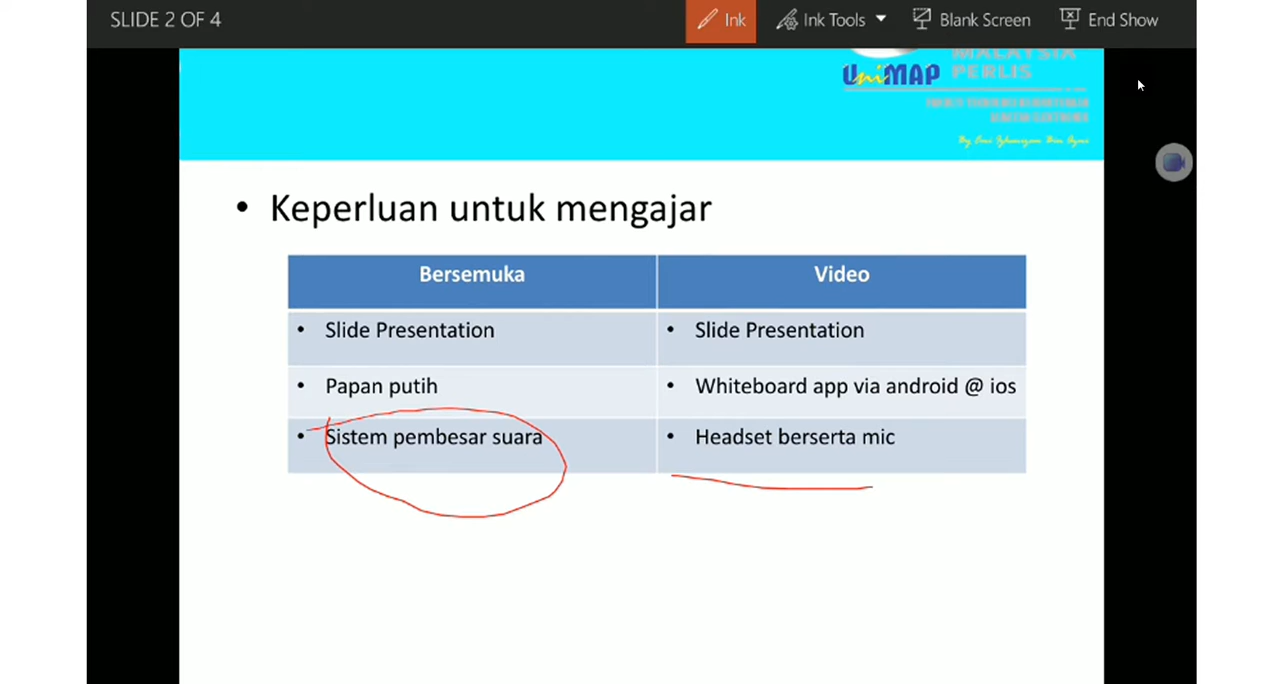 SLIDE 2 OF 4
Ink
Ink Tools
Blank Screen
End Show
MALAYSIA
UniMAP PERLIS
• Keperluan untuk mengajar
Bersemuka Video
• Slide Presentation • Slide Presentation
• Papan putih • Whiteboard app via android @ ios
• Sistem pembesar suara • Headset berserta mic